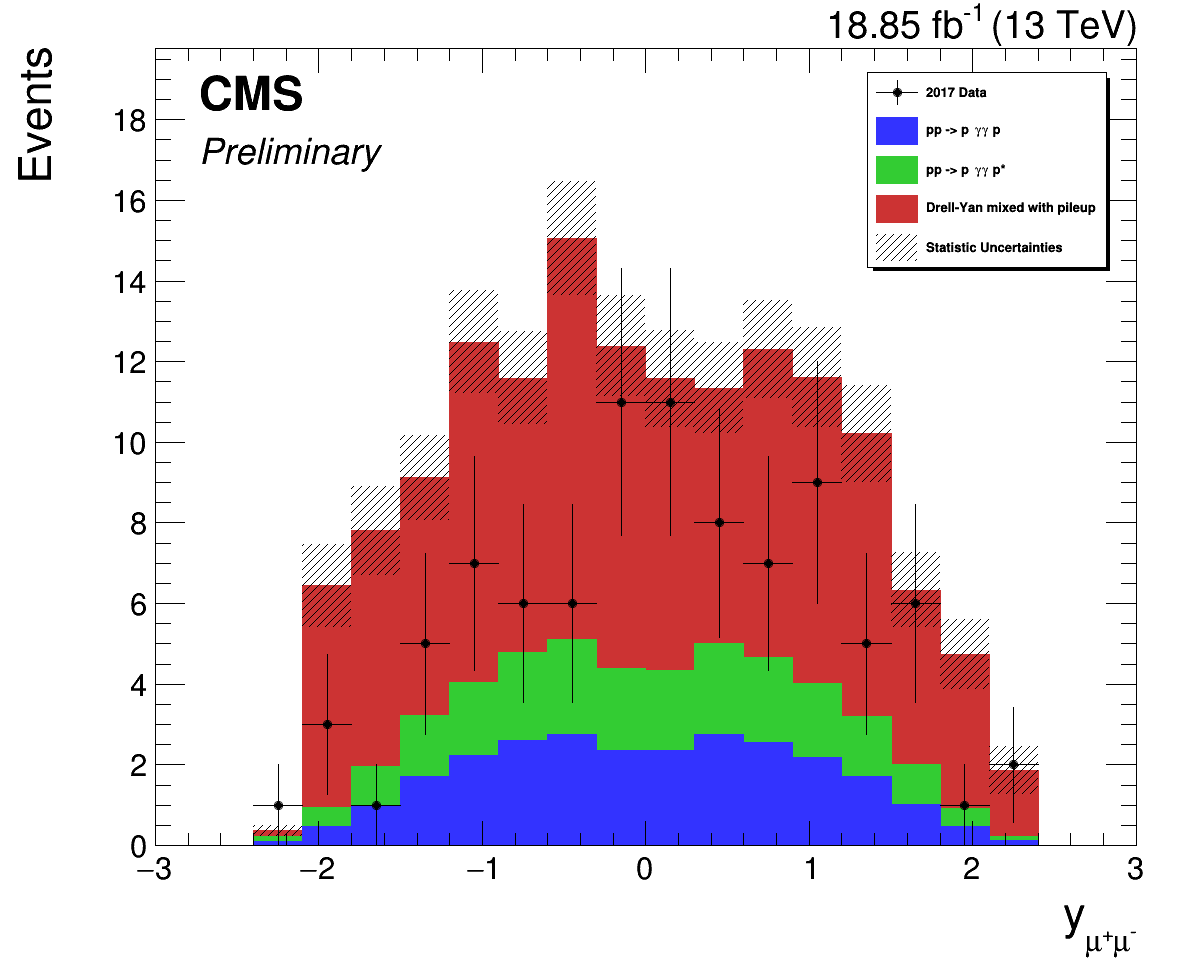 18.85 fb⁻¹ (13 TeV)
Events
CMS
Preliminary
2017 Data
pp -> p γγ p
pp -> p γγ p*
Drell-Yan mixed with pileup
Statistic Uncertainties
18
16
14
12
10
8
6
4
2
0
−3 −2 −1 0 1 2 3
y μ⁺μ⁻